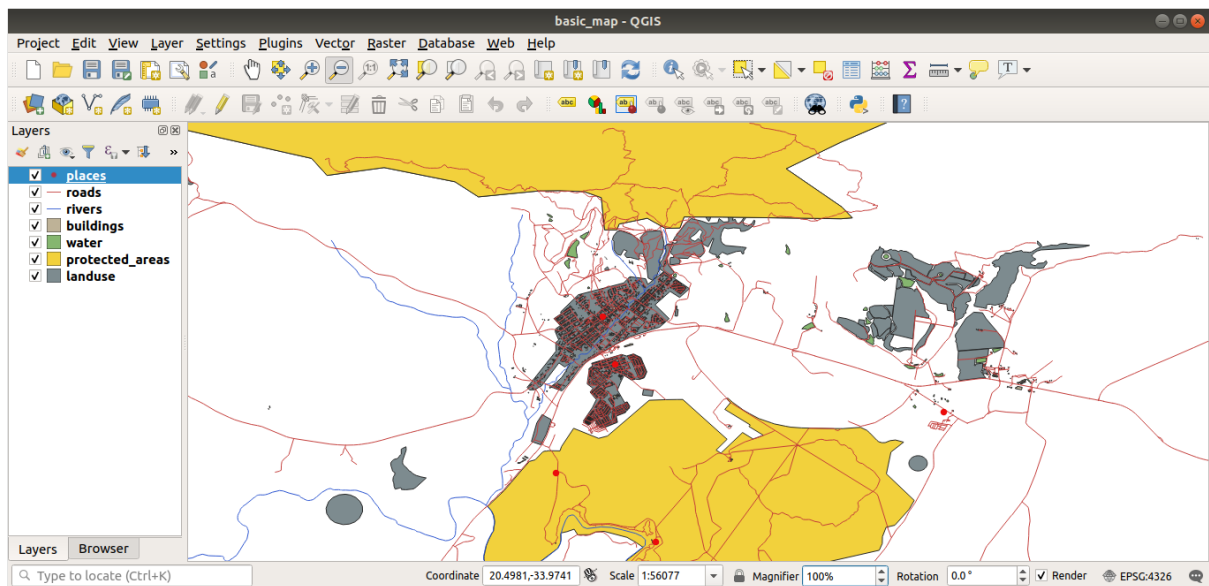 basic_map - QGIS
Project Edit View Layer Settings Plugins Vector Raster Database Web Help
Layers
places
roads
rivers
buildings
water
protected_areas
landuse
Layers Browser
Type to locate (Ctrl+K) Coordinate 20.4981,-33.9741 Scale 1:56077 Magnifier 100% Rotation 0.0 ° Render EPSG:4326